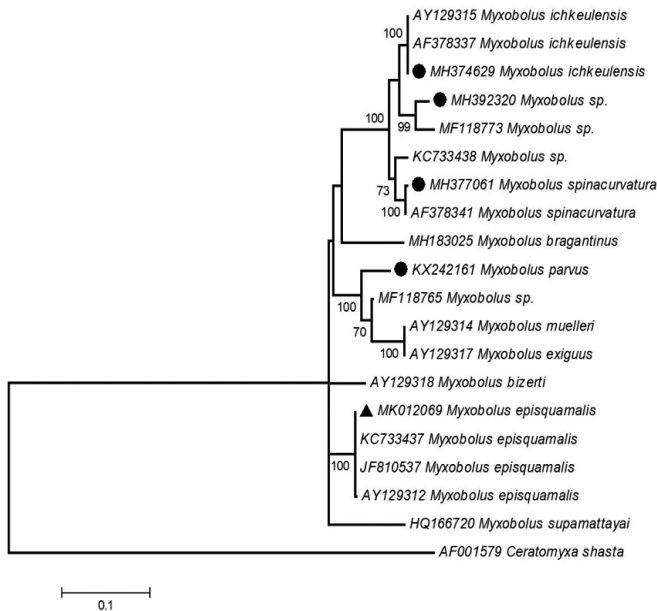 AY129315 Myxobolus ichkeulensis
100
AF378337 Myxobolus ichkeulensis
MH374629 Myxobolus ichkeulensis
MH392320 Myxobolus sp.
100
99
MF118773 Myxobolus sp.
KC733438 Myxobolus sp.
73
MH377061 Myxobolus spinacurvatura
100
AF378341 Myxobolus spinacurvatura
MH183025 Myxobolus bragantinus
KX242161 Myxobolus parvus
MF118765 Myxobolus sp.
100
AY129314 Myxobolus muelleri
70
100
AY129317 Myxobolus exiguus
AY129318 Myxobolus bizerti
MK012069 Myxobolus episquamalis
KC733437 Myxobolus episquamalis
100
JF810537 Myxobolus episquamalis
AY129312 Myxobolus episquamalis
HQ166720 Myxobolus supamattayai
AF001579 Ceratomyxa shasta
0.1